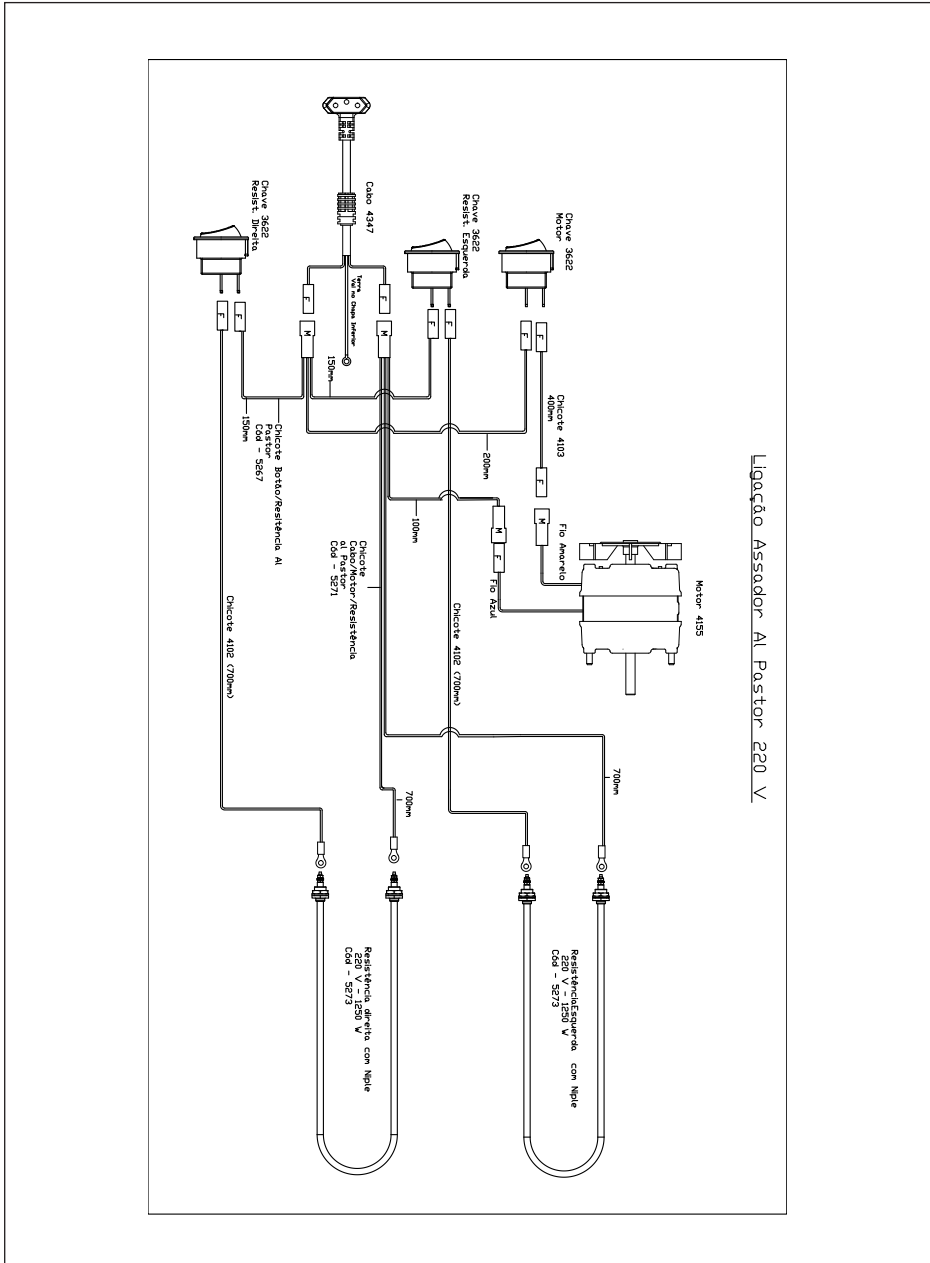 Ligação Assador Al Pastor 220 V
Motor 4155
Fio Amarelo
Fio Azul
Chave 3622
Motor
Chicote 4103
400mm
F
F
F
M
M
F
200mm
100mm
Chave 3622
Resist. Esquerda
F
F
150mm
Cabo 4347
F
F
M
M
Terra
Vai na Chapa Inferior
Chave 3622
Resist. Direita
F
F
150mm
Chicote Botão/Resitência Al
Pastor
Cód - 5267
Chicote
Cabo/Motor/Resistência
al Pastor
Cód - 5271
Chicote 4102 (700mm)
Chicote 4102 (700mm)
700mm
700mm
ResistênciaEsquerda com Niple
220 V - 1250 W
Cód - 5273
Resistência direita com Niple
220 V - 1250 W
Cód - 5273